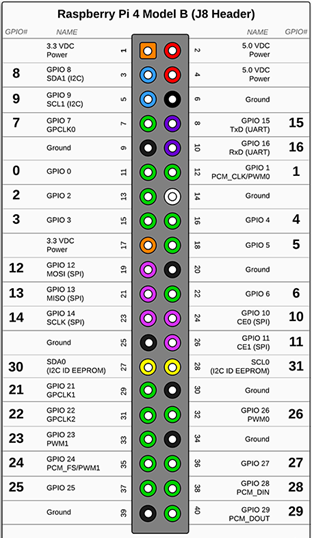 Raspberry Pi 4 Model B (J8 Header)
GPIO# NAME NAME GPIO#
3.3 VDC Power 1 2 5.0 VDC Power
8 GPIO 8 SDA1 (I2C) 3 4 5.0 VDC Power
9 GPIO 9 SCL1 (I2C) 5 6 Ground
7 GPIO 7 GPCLK0 7 8 GPIO 15 TxD (UART) 15
Ground 9 10 GPIO 16 RxD (UART) 16
0 GPIO 0 11 12 GPIO 1 PCM_CLK/PWM0 1
2 GPIO 2 13 14 Ground
3 GPIO 3 15 16 GPIO 4 4
3.3 VDC Power 17 18 GPIO 5 5
12 GPIO 12 MOSI (SPI) 19 20 Ground
13 GPIO 13 MISO (SPI) 21 22 GPIO 6 6
14 GPIO 14 SCLK (SPI) 23 24 GPIO 10 CE0 (SPI) 10
Ground 25 26 GPIO 11 CE1 (SPI) 11
30 SDA0 (I2C ID EEPROM) 27 28 SCL0 (I2C ID EEPROM) 31
21 GPIO 21 GPCLK1 29 30 Ground
22 GPIO 22 GPCLK2 31 32 GPIO 26 PWM0 26
23 GPIO 23 PWM1 33 34 Ground
24 GPIO 24 PCM_FS/PWM1 35 36 GPIO 27 27
25 GPIO 25 37 38 GPIO 28 PCM_DIN 28
Ground 39 40 GPIO 29 PCM_DOUT 29